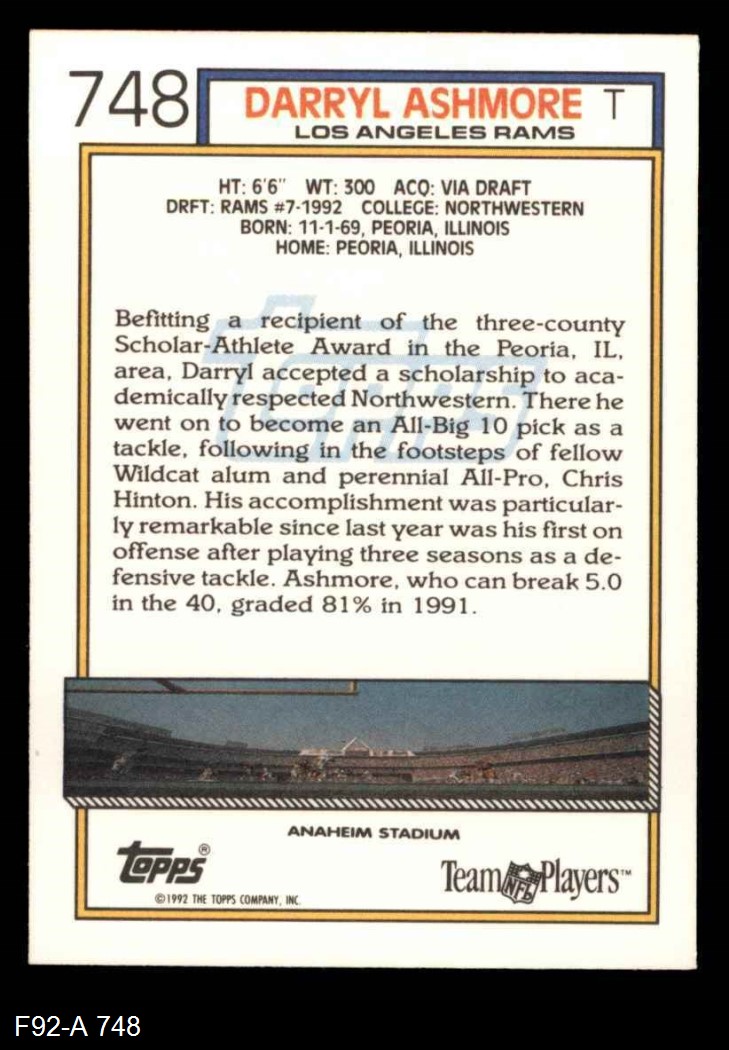 748
DARRYL ASHMORE T
LOS ANGELES RAMS
HT: 6'6" WT: 300 ACQ: VIA DRAFT
DRFT: RAMS #7-1992 COLLEGE: NORTHWESTERN
BORN: 11-1-69, PEORIA, ILLINOIS
HOME: PEORIA, ILLINOIS
Befitting a recipient of the three-county
Scholar-Athlete Award in the Peoria, IL,
area, Darryl accepted a scholarship to aca-
demically respected Northwestern. There he
went on to become an All-Big 10 pick as a
tackle, following in the footsteps of fellow
Wildcat alum and perennial All-Pro, Chris
Hinton. His accomplishment was particular-
ly remarkable since last year was his first on
offense after playing three seasons as a de-
fensive tackle. Ashmore, who can break 5.0
in the 40, graded 81% in 1991.
topps
ANAHEIM STADIUM
topps®
©1992 THE TOPPS COMPANY, INC.
Team NFL Players™
F92-A 748